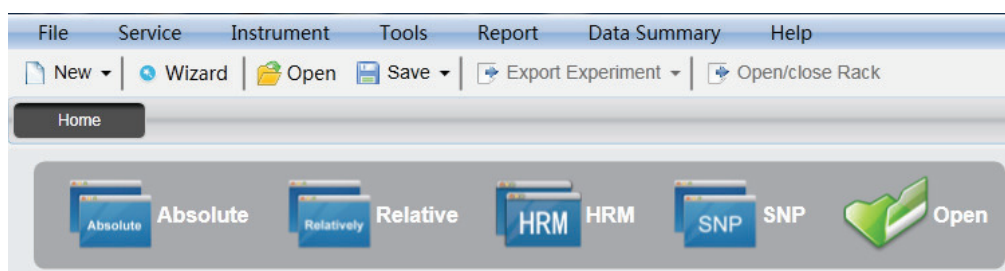 File Service Instrument Tools Report Data Summary Help
New Wizard Open Save Export Experiment Open/close Rack
Home
Absolute Absolute Relatively Relative HRM HRM SNP SNP Open